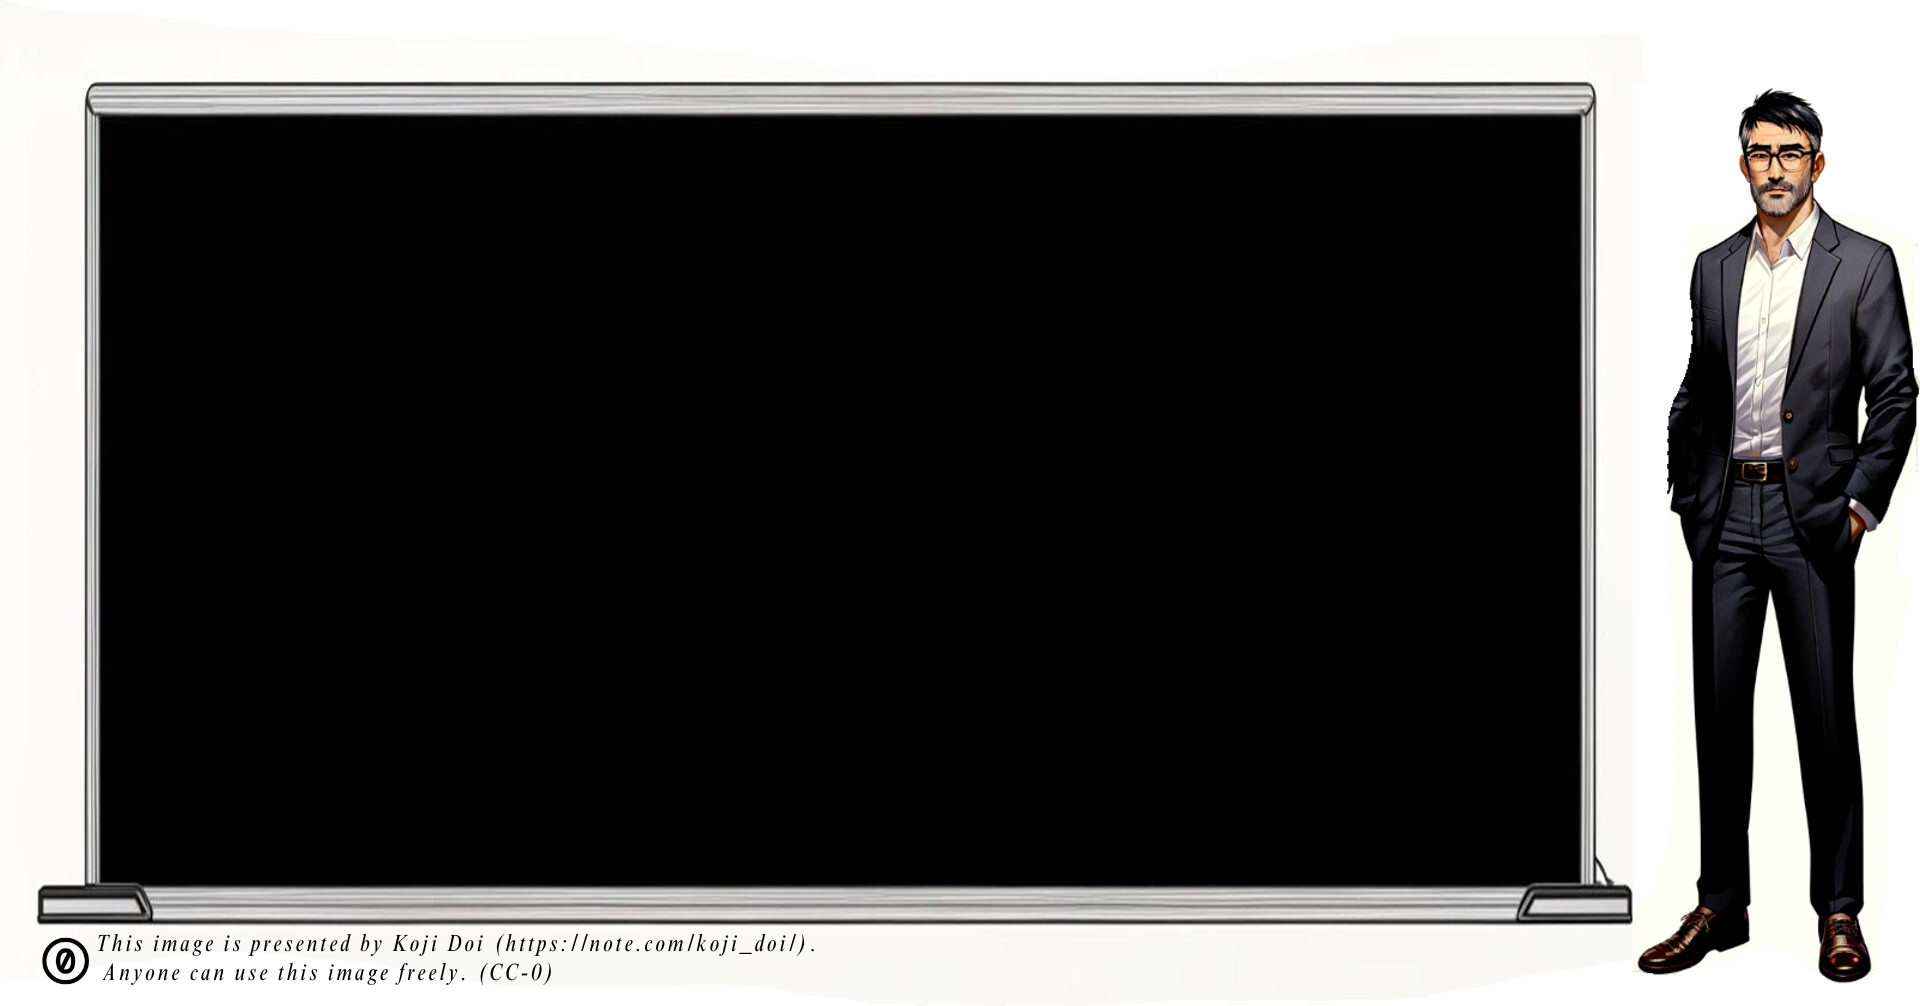 This image is presented by Koji Doi (https://note.com/koji_doi/).
Anyone can use this image freely. (CC-0)